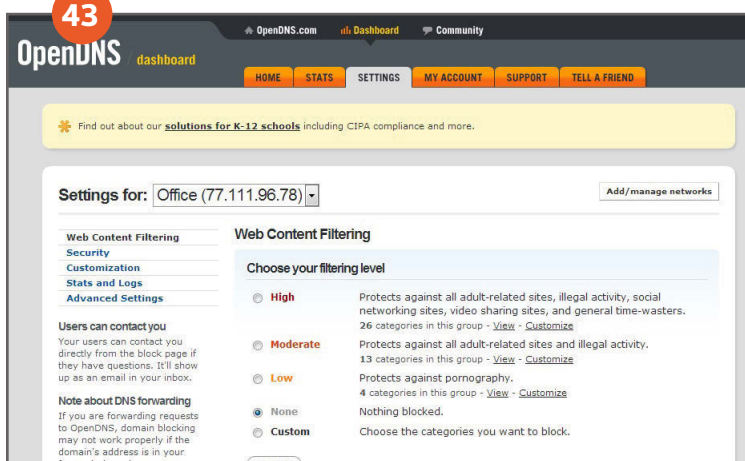 43
OpenDNS.com Dashboard Community
OpenDNS / dashboard
HOME STATS SETTINGS MY ACCOUNT SUPPORT TELL A FRIEND
Find out about our solutions for K-12 schools including CIPA compliance and more.
Settings for: Office (77.111.96.78)
Add/manage networks
Web Content Filtering
Security
Customization
Stats and Logs
Advanced Settings
Users can contact you
Your users can contact you
directly from the block page if
they have questions. It'll show
up as an email in your inbox.
Note about DNS forwarding
If you are forwarding requests
to OpenDNS, domain blocking
may not work properly if the
domain's address is in your
Web Content Filtering
Choose your filtering level
High Protects against all adult-related sites, illegal activity, social
networking sites, video sharing sites, and general time-wasters.
26 categories in this group - View - Customize
Moderate Protects against all adult-related sites and illegal activity.
13 categories in this group - View - Customize
Low Protects against pornography.
4 categories in this group - View - Customize
None Nothing blocked.
Custom Choose the categories you want to block.